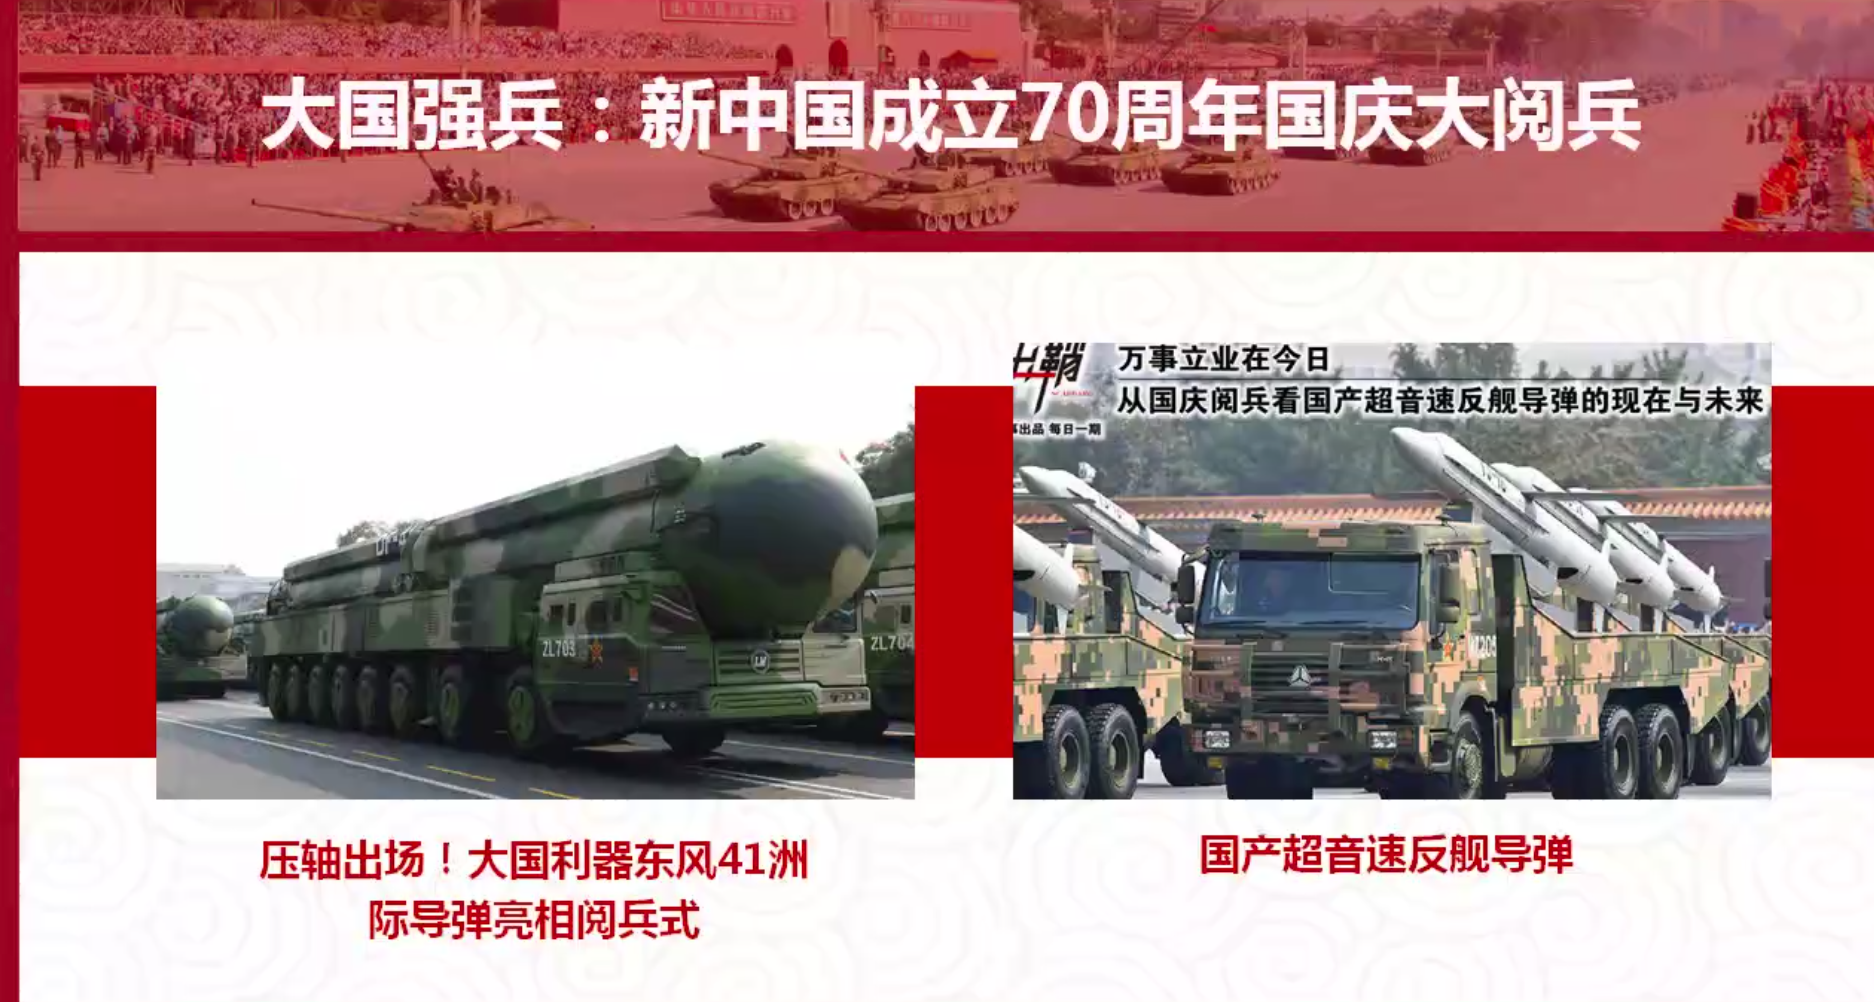 大国强兵：新中国成立70周年国庆大阅兵
万事立业在今日
从国庆阅兵看国产超音速反舰导弹的现在与未来
出品 每日一期
ZL703
ZL704
压轴出场！大国利器东风41洲
际导弹亮相阅兵式
国产超音速反舰导弹